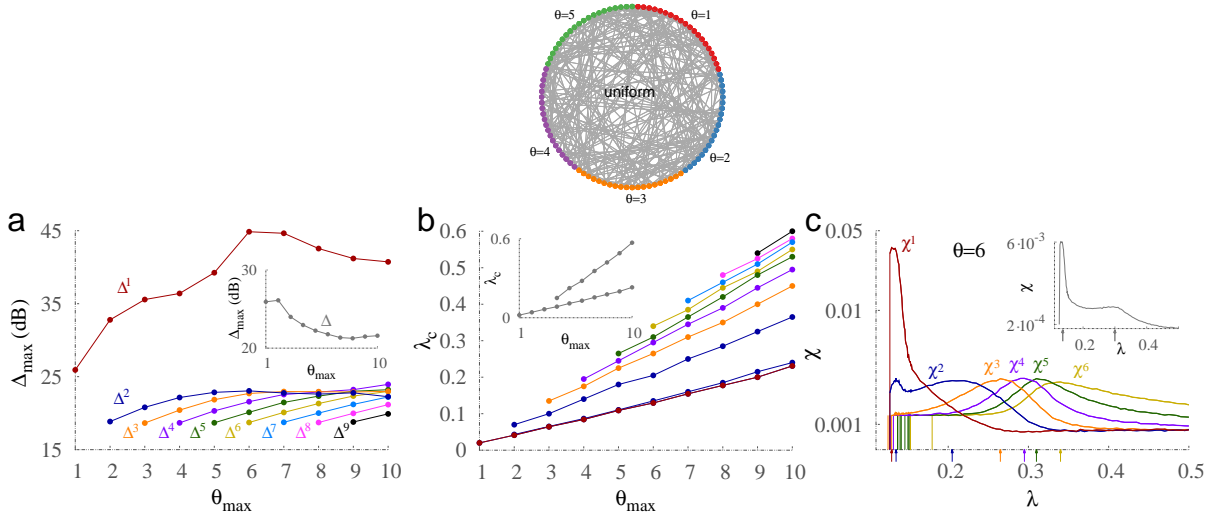 θ=5
θ=1
uniform
θ=4
θ=2
θ=3
a
45
35
25
15
Δmax (dB)
Δ¹
Δ²
Δ³
Δ⁴
Δ⁵
Δ⁶
Δ⁷
Δ⁸
Δ⁹
1 2 3 4 5 6 7 8 9 10
θmax
30
20
Δmax (dB)
Δ
1 10
θmax
b
0.6
0.5
0.4
0.3
0.2
0.1
0
λc
1 2 3 4 5 6 7 8 9 10
θmax
0.6
0
λc
1 10
θmax
c
0.05
0.01
0.001
χ
χ¹
θ=6
χ²
χ³
χ⁴
χ⁵
χ⁶
0.2 0.3 0.4 0.5
λ
6·10⁻³
2·10⁻⁴
χ
0.2 0.4
λ